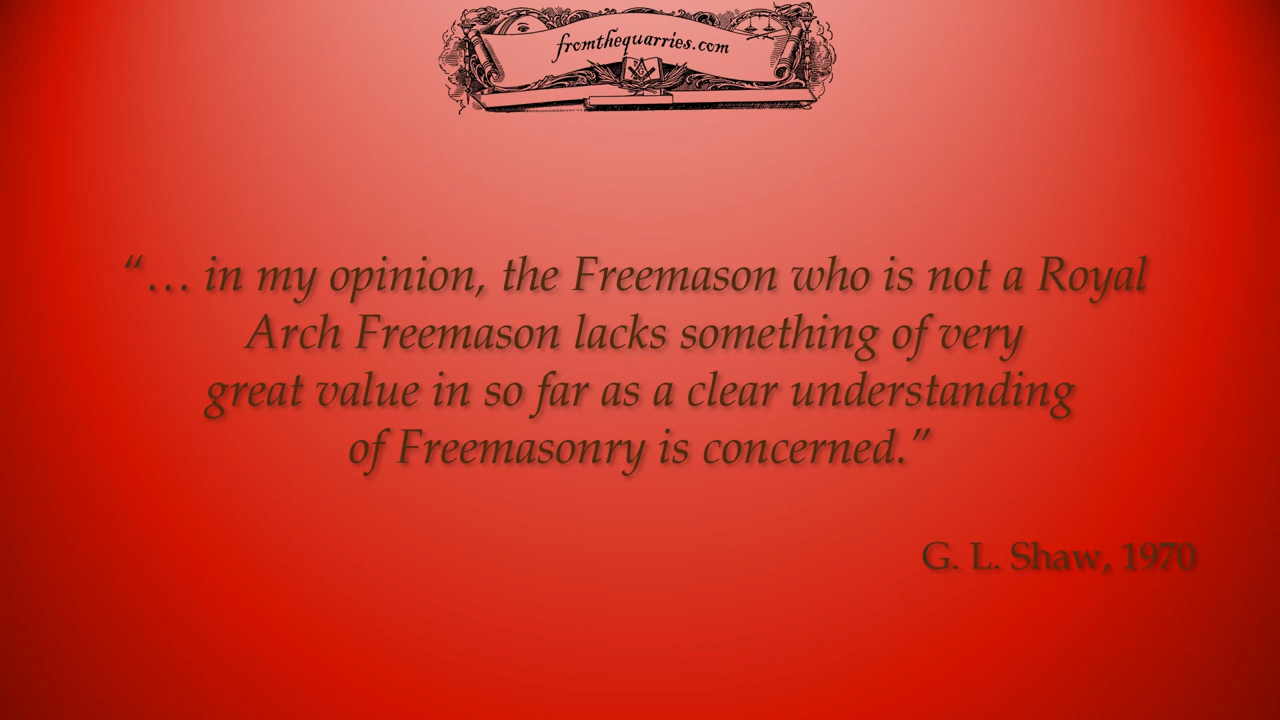 fromthequarries.com
“… in my opinion, the Freemason who is not a Royal
Arch Freemason lacks something of very
great value in so far as a clear understanding
of Freemasonry is concerned.”
G. L. Shaw, 1970